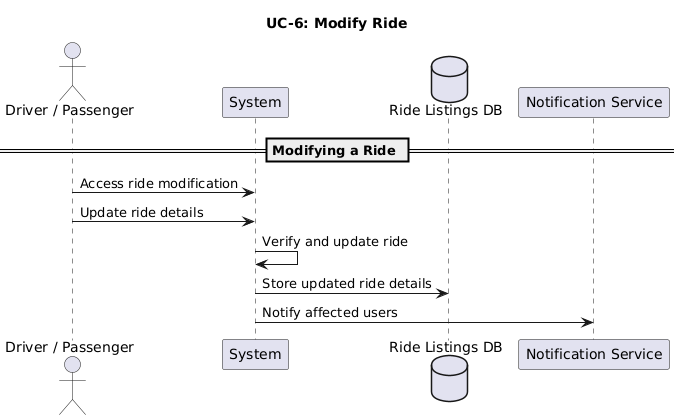 UC-6: Modify Ride
Driver / Passenger
System
Ride Listings DB
Notification Service
Modifying a Ride
Access ride modification
Update ride details
Verify and update ride
Store updated ride details
Notify affected users
Driver / Passenger
System
Ride Listings DB
Notification Service